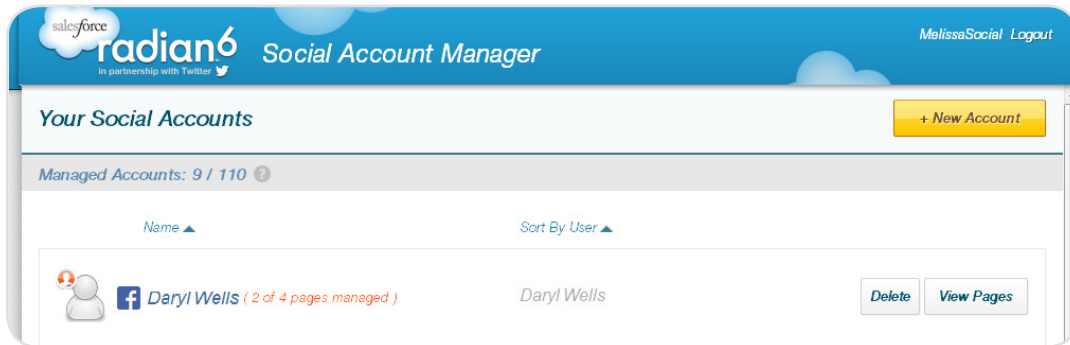 salesforce
radian6
in partnership with Twitter
Social Account Manager
MelissaSocial Logout
Your Social Accounts
+ New Account
Managed Accounts: 9 / 110 ?
Name ▲ Sort By User ▲
Daryl Wells ( 2 of 4 pages managed ) Daryl Wells Delete View Pages